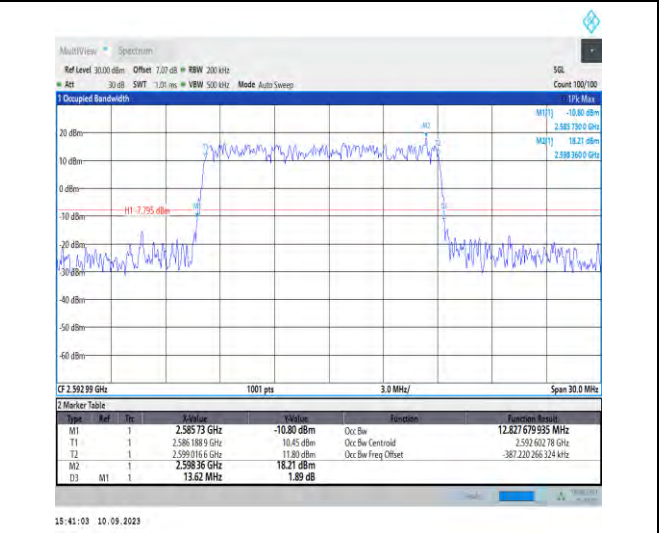 MultiView Spectrum
Ref Level 30.00 dBm Offset 7.07 dB RBW 200 kHz SGL
Att 30 dB SWT 1.01 ms VBW 500 kHz Mode Auto Sweep Count 100/100
1 Occupied Bandwidth 1Pk Max
M1[1] -10.80 dBm
2.585 730 0 GHz
M2[1] 18.21 dBm
2.598 360 0 GHz
M2
20 dBm
T1
T2
10 dBm
0 dBm
M1
H1 -7.795 dBm
-10 dBm
-20 dBm
-30 dBm
-40 dBm
-50 dBm
-60 dBm
CF 2.592 99 GHz 1001 pts 3.0 MHz/ Span 30.0 MHz
2 Marker Table
Type Ref Trc X-Value Y-Value Function Function Result
M1 1 2.585 73 GHz -10.80 dBm Occ Bw 12.827 679 935 MHz
T1 1 2.586 188 9 GHz 10.45 dBm Occ Bw Centroid 2.592 602 78 GHz
T2 1 2.599 016 6 GHz 11.80 dBm Occ Bw Freq Offset -387.220 266 324 kHz
M2 1 2.598 36 GHz 18.21 dBm
D3 M1 1 13.62 MHz 1.89 dB
15:41:03 10.09.2023